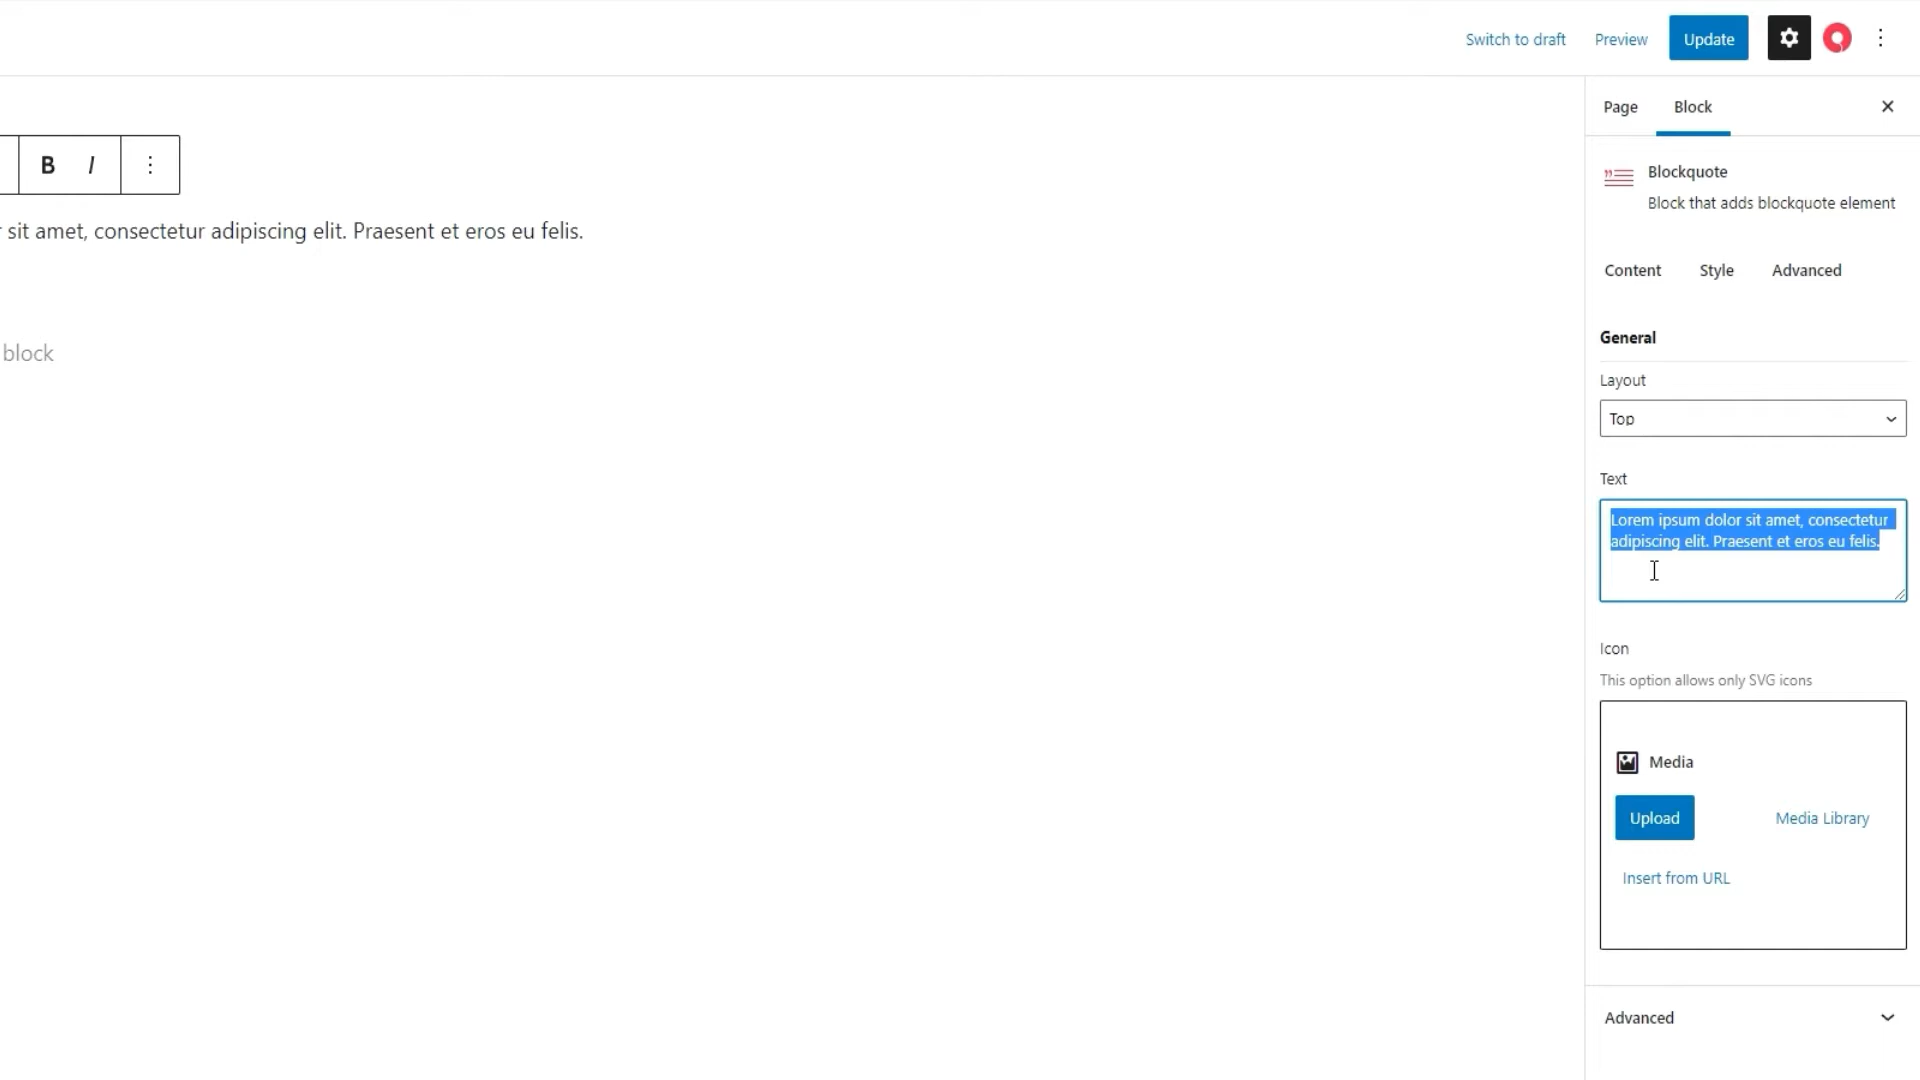 Switch to draft
Preview
Update
Page
Block
B I
Blockquote
Block that adds blockquote element
sit amet, consectetur adipiscing elit. Praesent et eros eu felis.
Content
Style
Advanced
General
block
Layout
Top
Text
Lorem ipsum dolor sit amet, consectetur
adipiscing elit. Praesent et eros eu felis.
Icon
This option allows only SVG icons
Media
Upload
Media Library
Insert from URL
Advanced